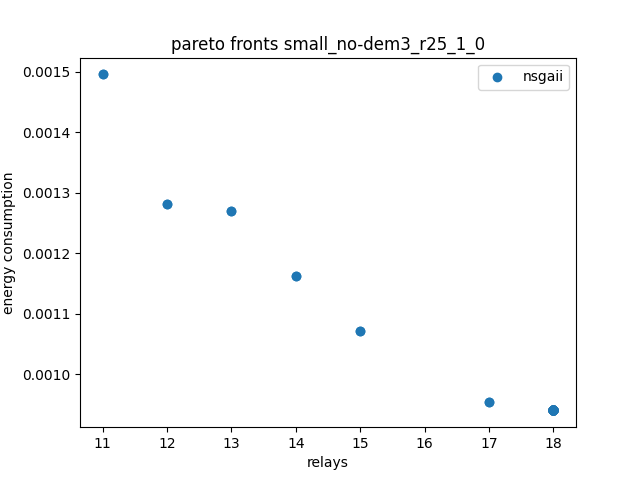 pareto fronts small_no-dem3_r25_1_0
nsgaii
0.0015
0.0014
0.0013
0.0012
0.0011
0.0010
energy consumption
11 12 13 14 15 16 17 18
relays